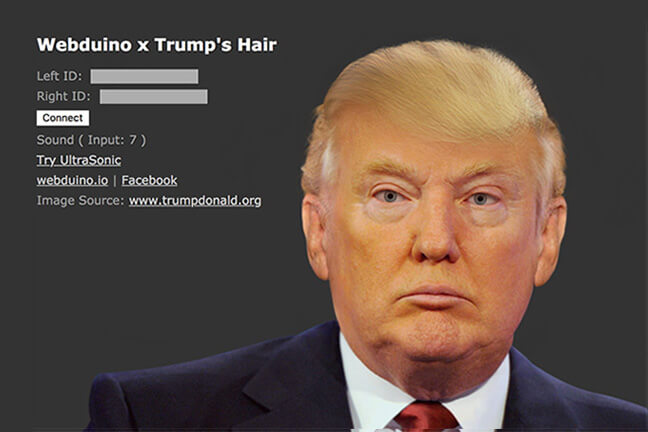 Webduino x Trump's Hair
Left ID:
Right ID:
Connect
Sound ( Input: 7 )
Try UltraSonic
webduino.io | Facebook
Image Source: www.trumpdonald.org